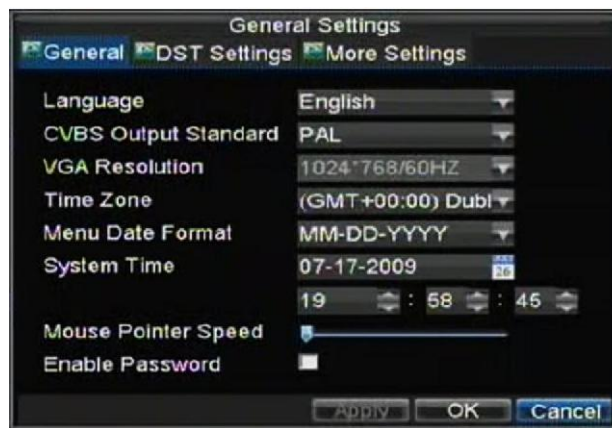 General Settings
General DST Settings More Settings
Language English
CVBS Output Standard PAL
VGA Resolution 1024*768/60HZ
Time Zone (GMT+00:00) Dubl
Menu Date Format MM-DD-YYYY
System Time 07-17-2009
26
19 : 58 : 45
Mouse Pointer Speed
Enable Password
Apply OK Cancel